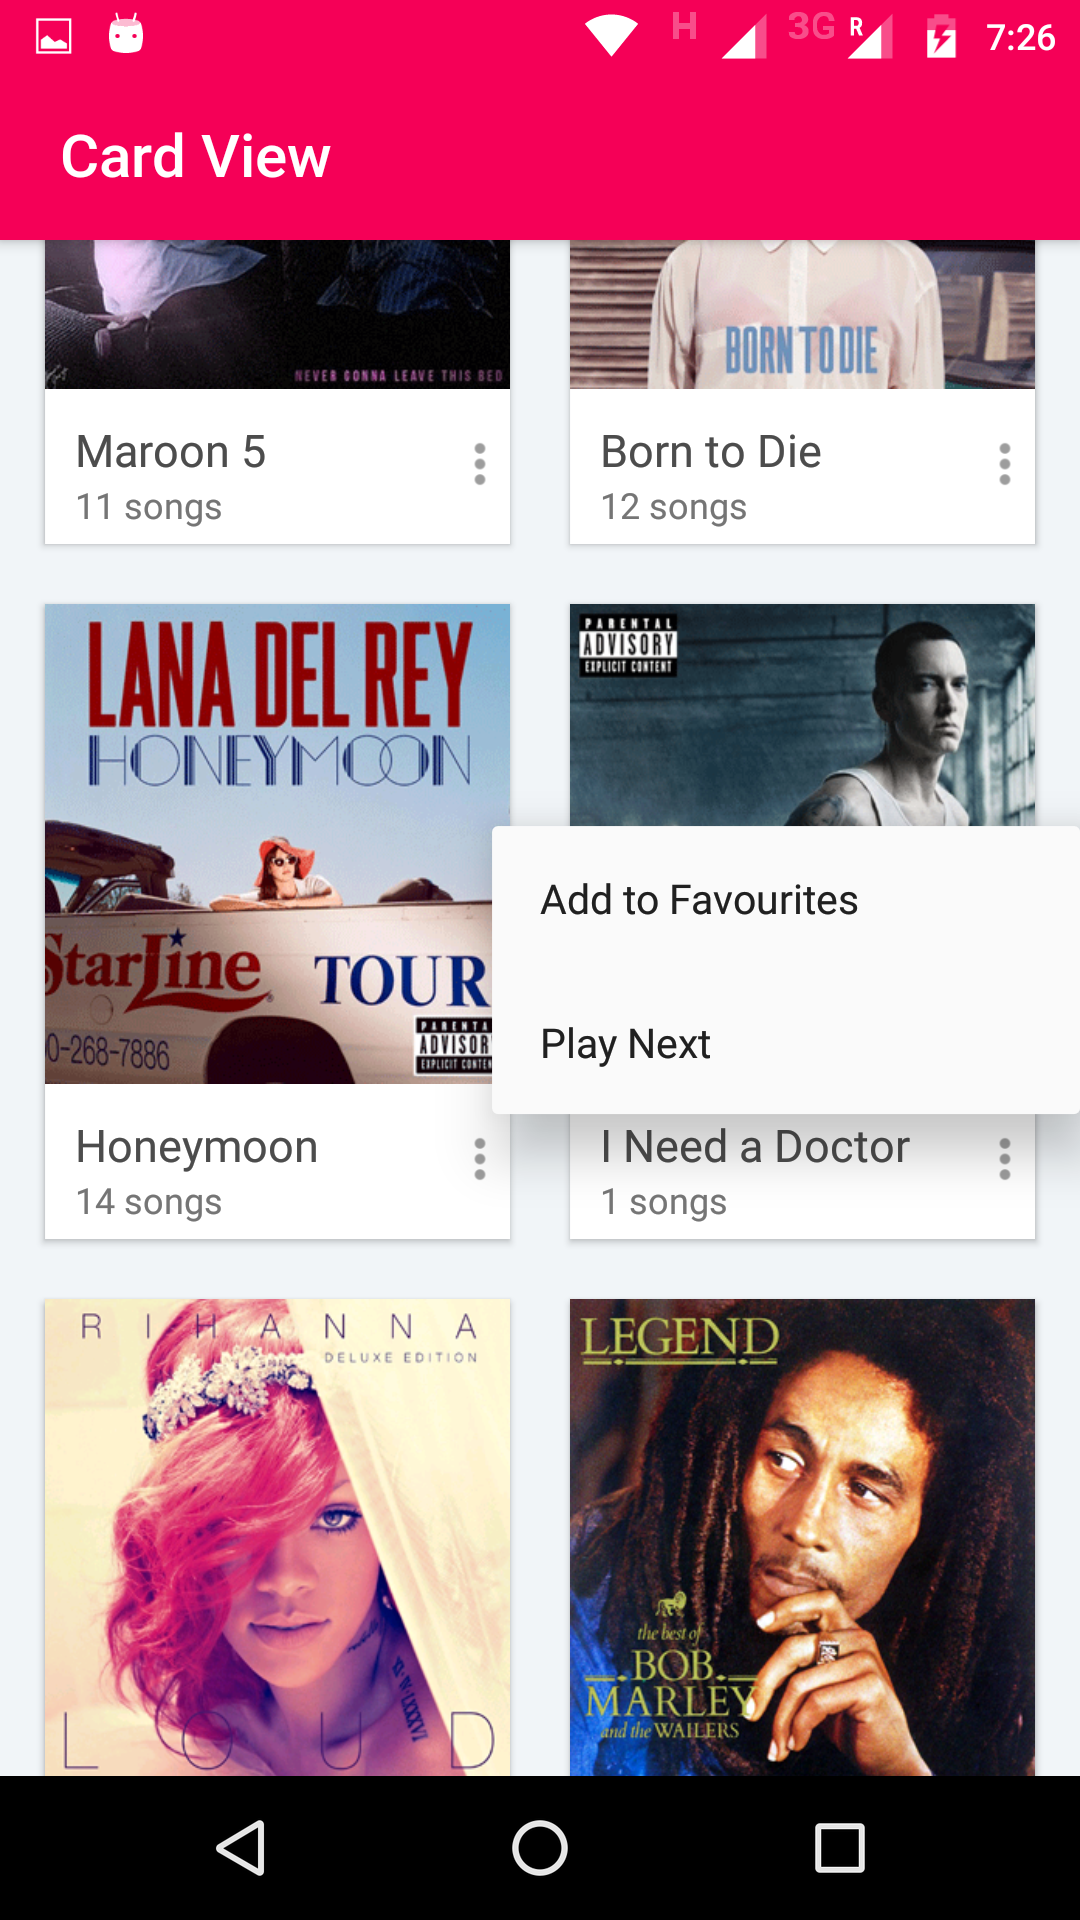 H 3G R 7:26
Card View
NEVER GONNA LEAVE THIS BED
BORN TO DIE
Maroon 5
11 songs
Born to Die
12 songs
LANA DEL REY
HONEYMOON
StarLine
TOUR
0-268-7886
PARENTA
ADVISOR
EXPLICIT CONTEN
Honeymoon
14 songs
PARENTAL
ADVISORY
EXPLICIT CONTENT
Add to Favourites
Play Next
I Need a Doctor
1 songs
RIHANNA
DELUXE EDITION
LOUD
LEGEND
the best of
BOB
MARLEY
and the WAILERS